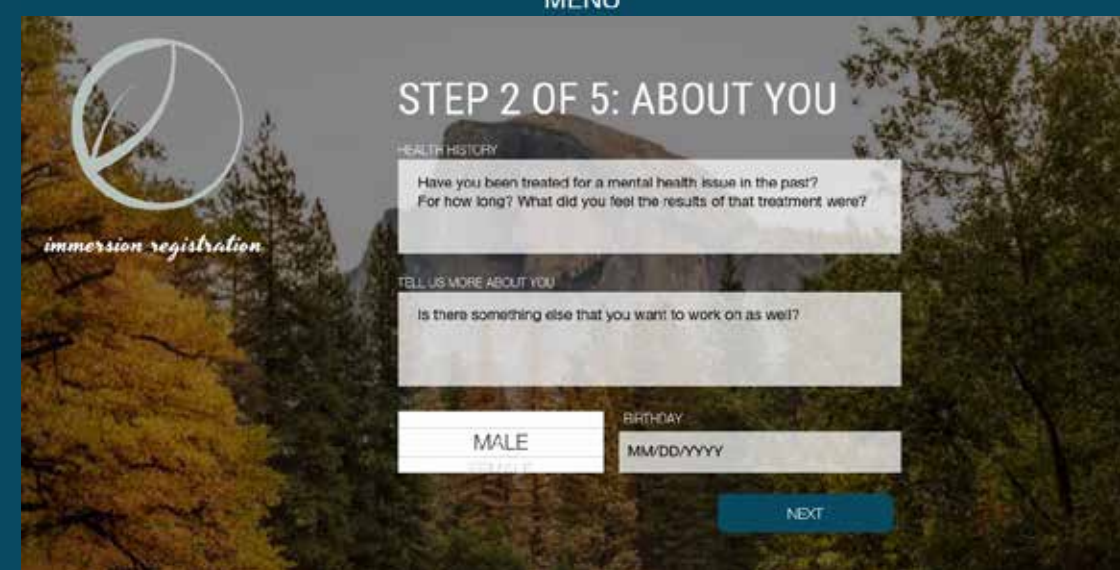 MENU
immersion registration
STEP 2 OF 5: ABOUT YOU
HEALTH HISTORY
Have you been treated for a mental health issue in the past?
For how long? What did you feel the results of that treatment were?
TELL US MORE ABOUT YOU
Is there something else that you want to work on as well?
MALE
FEMALE
BIRTHDAY
MM/DD/YYYY
NEXT